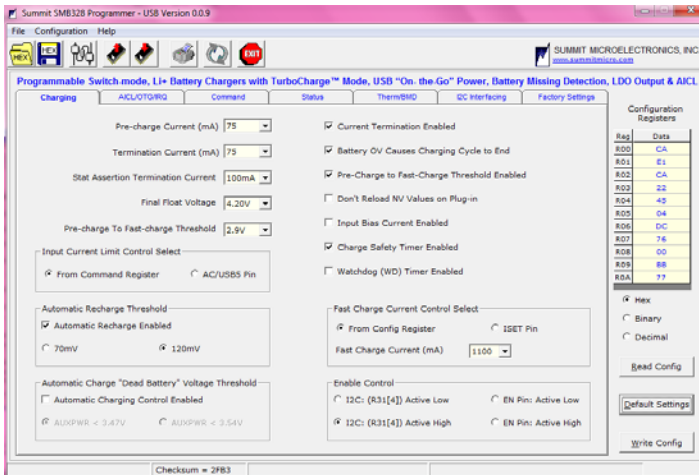 Summit SMB328 Programmer - USB Version 0.0.9
File Configuration Help
HEX HEX EXIT
SUMMIT MICROELECTRONICS, INC
www.summitmicro.com
Programmable Switch-mode, Li+ Battery Chargers with TurboCharge™ Mode, USB "On-the-Go" Power, Battery Missing Detection, LDO Output & AICL
Charging AICL/OTG/IRQ Command Status Therm/BMD I2C Interfacing Factory Settings
Pre-charge Current (mA) 75
Termination Current (mA) 75
Stat Assertion Termination Current 100mA
Final Float Voltage 4.20V
Pre-charge To Fast-charge Threshold 2.9V
Input Current Limit Control Select
From Command Register AC/USB5 Pin
Automatic Recharge Threshold
Automatic Recharge Enabled
70mV 120mV
Automatic Charge "Dead Battery" Voltage Threshold
Automatic Charging Control Enabled
AUXPWR < 3.47V AUXPWR < 3.54V
Current Termination Enabled
Battery OV Causes Charging Cycle to End
Pre-Charge to Fast-Charge Threshold Enabled
Don't Reload NV Values on Plug-in
Input Bias Current Enabled
Charge Safety Timer Enabled
Watchdog (WD) Timer Enabled
Fast Charge Current Control Select
From Config Register ISET Pin
Fast Charge Current (mA) 1100
Enable Control
I2C: (R31[4]) Active Low EN Pin: Active Low
I2C: (R31[4]) Active High EN Pin: Active High
Configuration
Registers
Reg Data
R00 CA
R01 E1
R02 CA
R03 22
R04 45
R05 04
R06 DC
R07 76
R08 00
R09 88
R0A 77
Hex
Binary
Decimal
Read Config
Default Settings
Write Config
Checksum = 2FB3